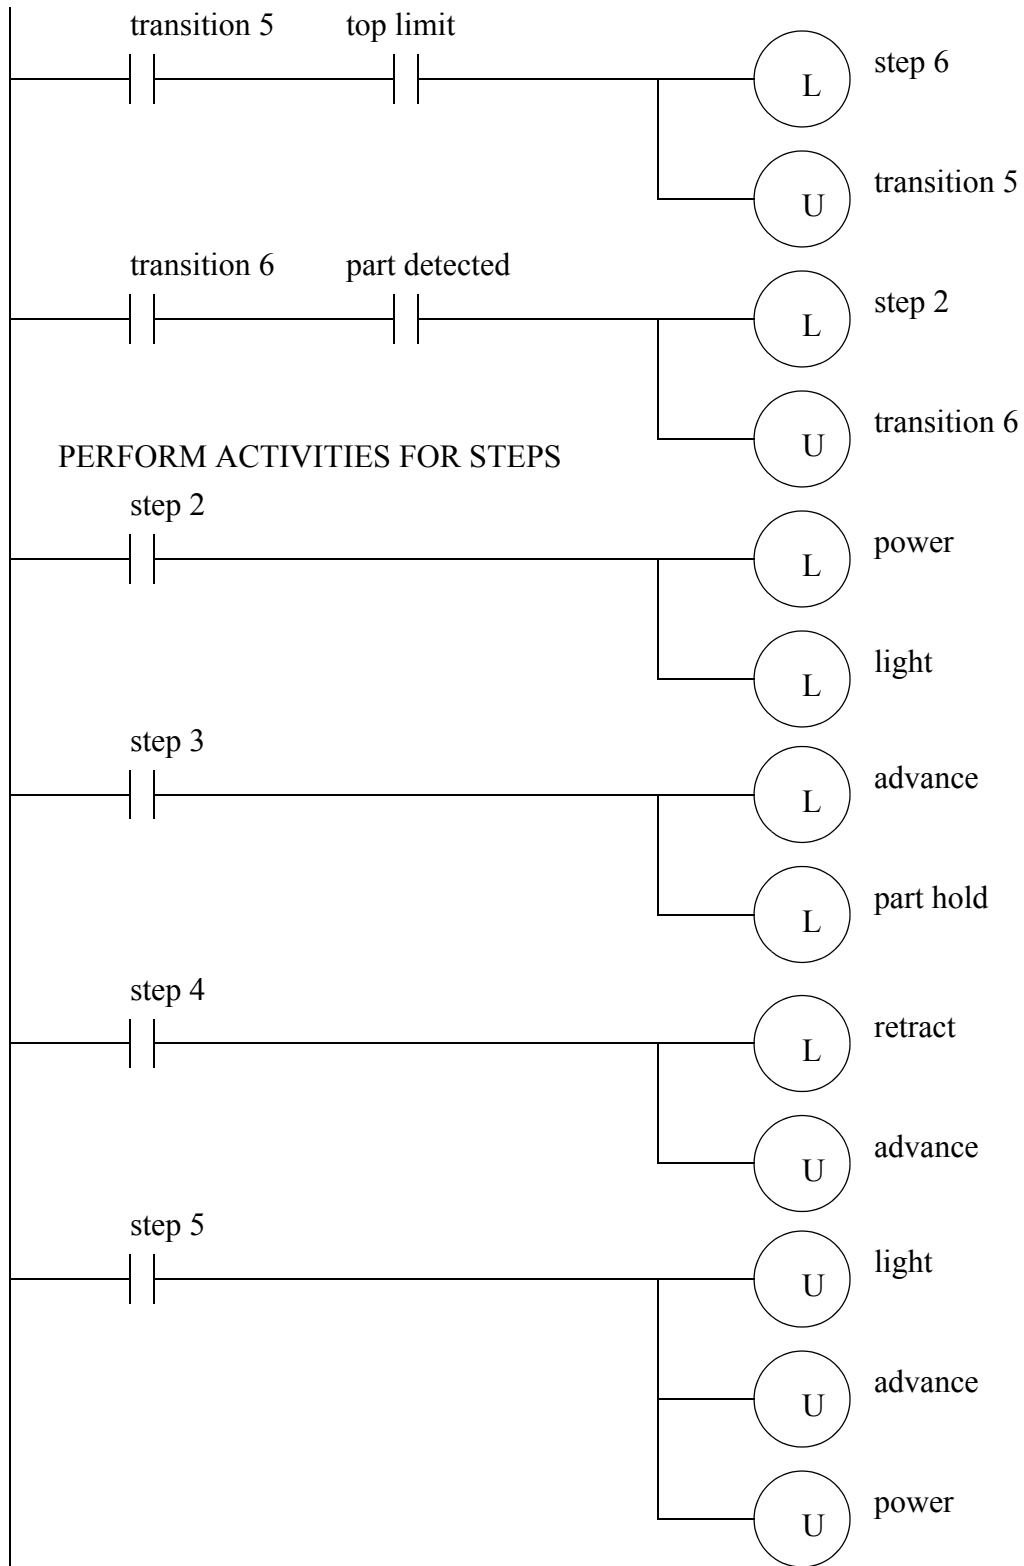 transition 5 top limit
step 6
L
transition 5
U
transition 6 part detected
step 2
L
transition 6
U
PERFORM ACTIVITIES FOR STEPS
step 2
power
L
light
L
step 3
advance
L
part hold
L
step 4
retract
L
advance
U
step 5
light
U
advance
U
power
U